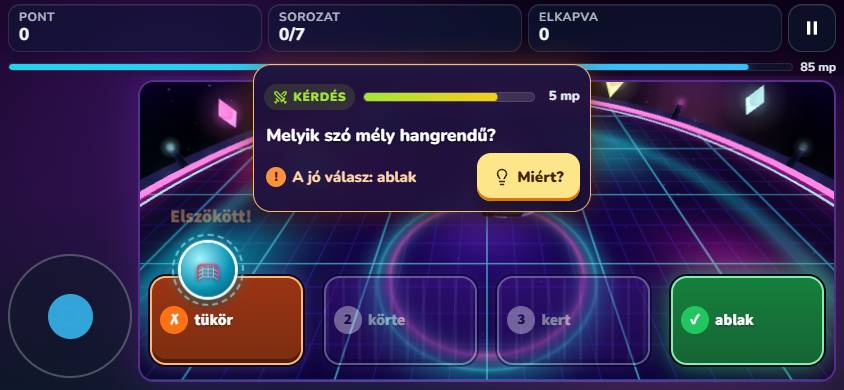 PONT
0
SOROZAT
0/7
ELKAPVA
0
85 mp
KÉRDÉS
5 mp
Melyik szó mély hangrendű?
! A jó válasz: ablak
Miért?
Elszökött!
✗ tükör
2 körte
3 kert
✓ ablak